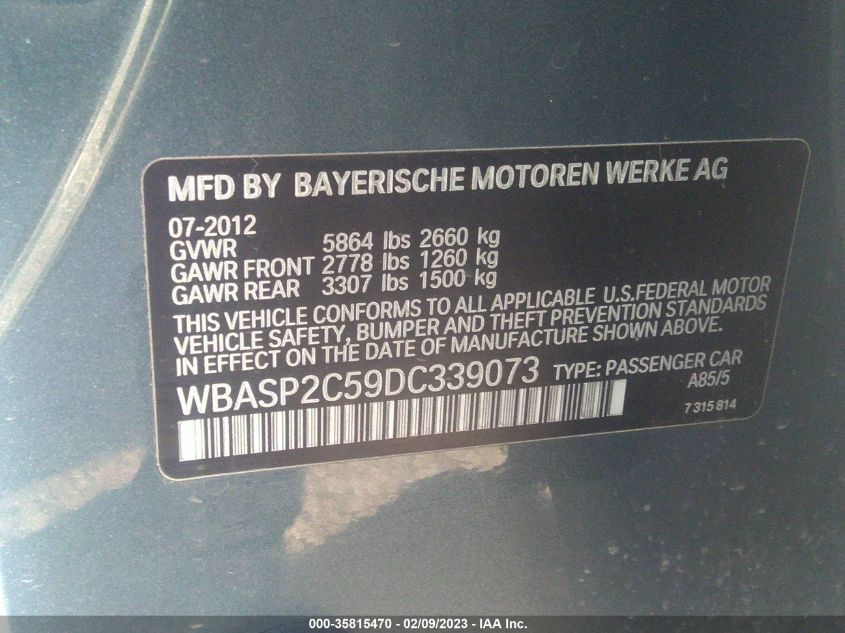 MFD BY BAYERISCHE MOTOREN WERKE AG
07-2012
GVWR 5864 lbs 2660 kg
GAWR FRONT 2778 lbs 1260 kg
GAWR REAR 3307 lbs 1500 kg
THIS VEHICLE CONFORMS TO ALL APPLICABLE U.S.FEDERAL MOTOR
VEHICLE SAFETY, BUMPER AND THEFT PREVENTION STANDARDS
IN EFFECT ON THE DATE OF MANUFACTURE SHOWN ABOVE.
WBASP2C59DC339073 TYPE: PASSENGER CAR
A85/5
7 315 814
000-35815470 - 02/09/2023 - IAA Inc.